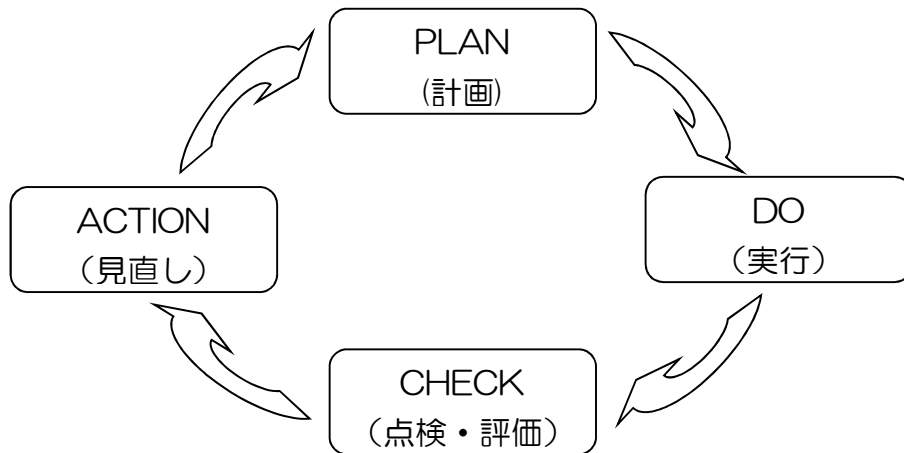 PLAN
(計画)
DO
（実行）
CHECK
（点検・評価）
ACTION
（見直し）